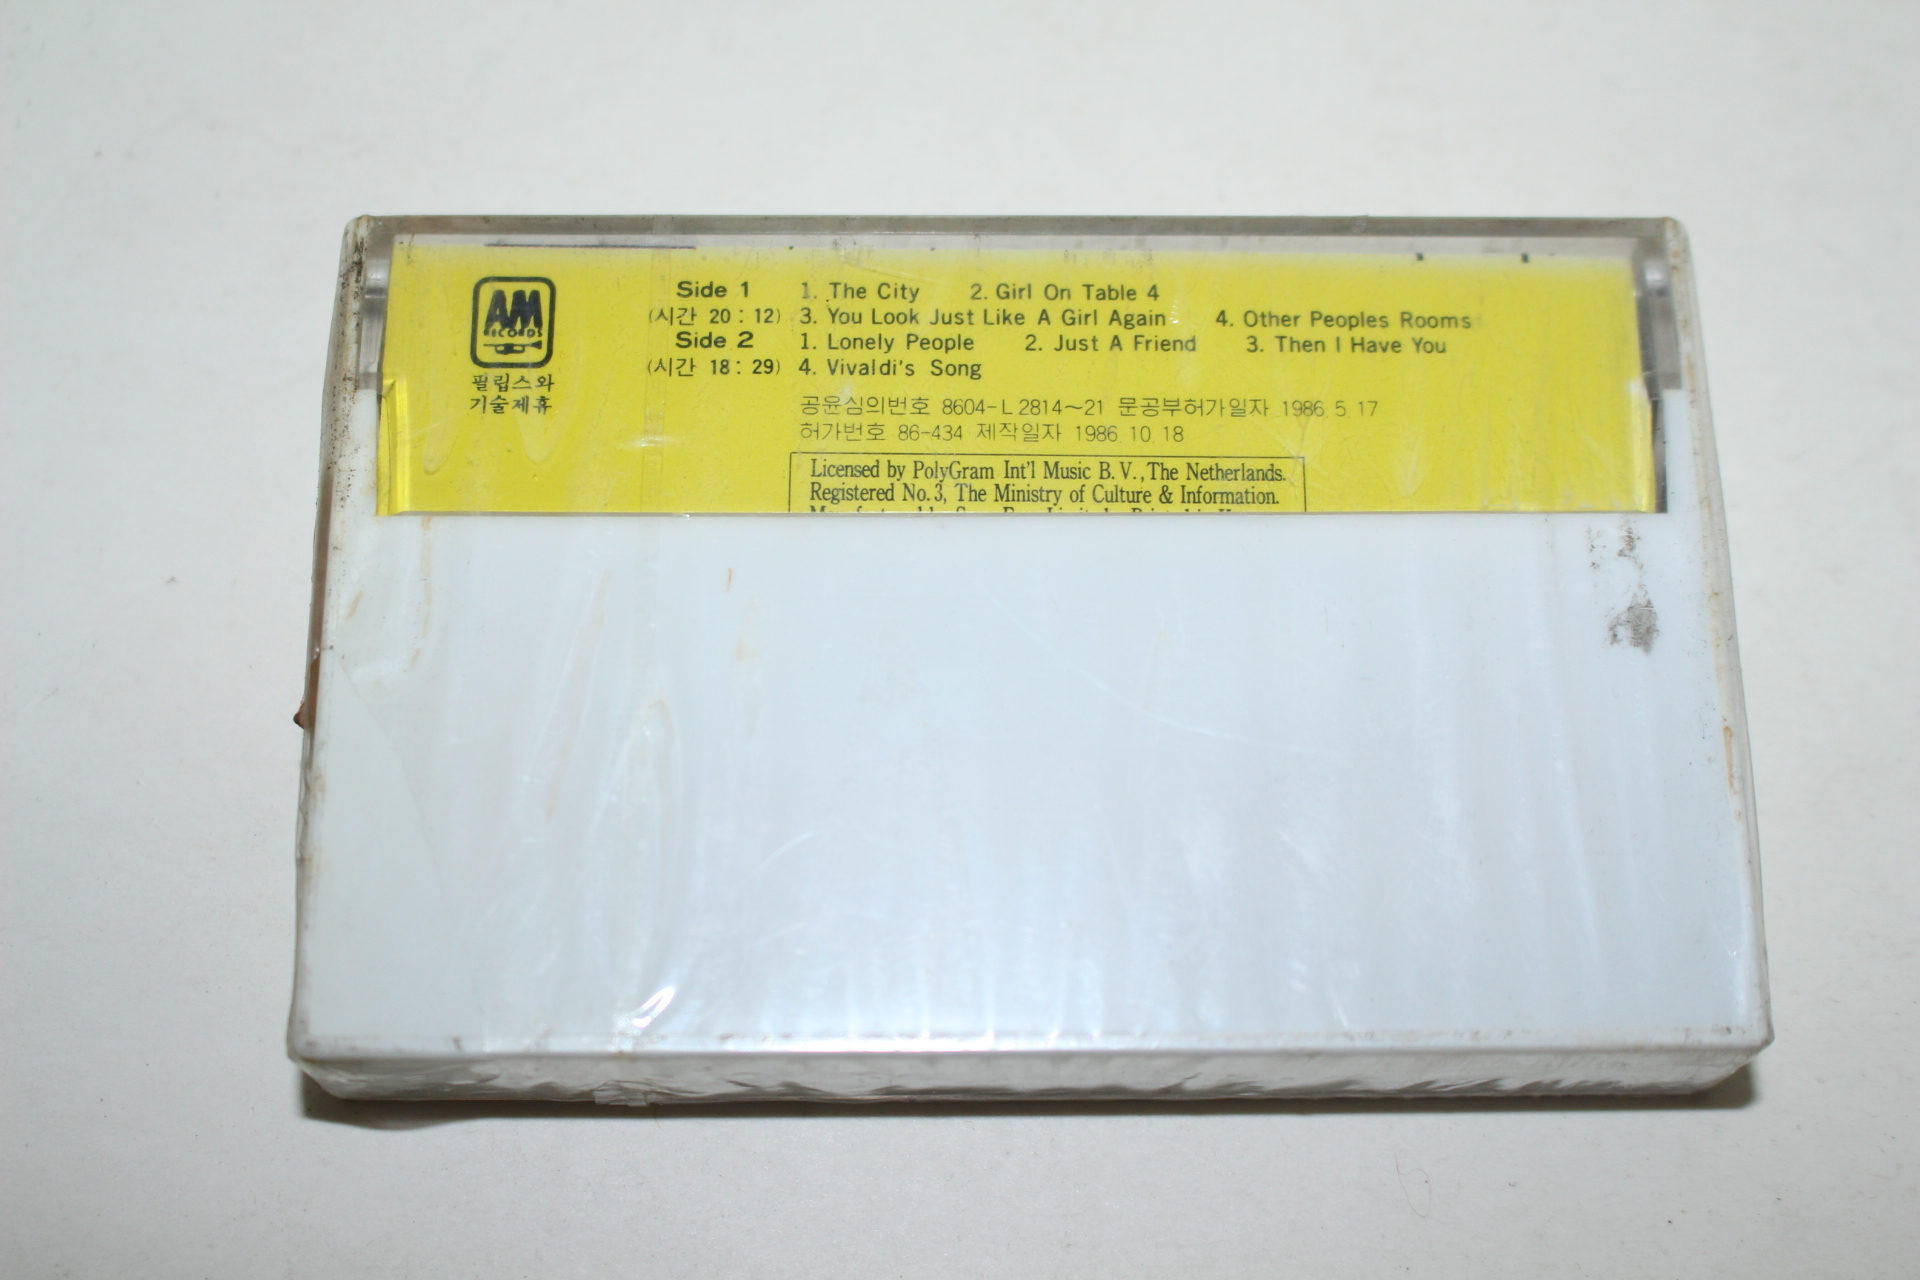 AM
RECORDS
필립스와
기술제휴
Side 1 1. The City 2. Girl On Table 4
(시간 20 : 12) 3. You Look Just Like A Girl Again 4. Other Peoples Rooms
Side 2 1. Lonely People 2. Just A Friend 3. Then I Have You
(시간 18 : 29) 4. Vivaldi's Song
공윤심의번호 8604-L2814~21 문공부허가일자 1986. 5. 17
허가번호 86-434 제작일자 1986. 10. 18
Licensed by PolyGram Int'l Music B.V., The Netherlands.
Registered No. 3, The Ministry of Culture & Information.